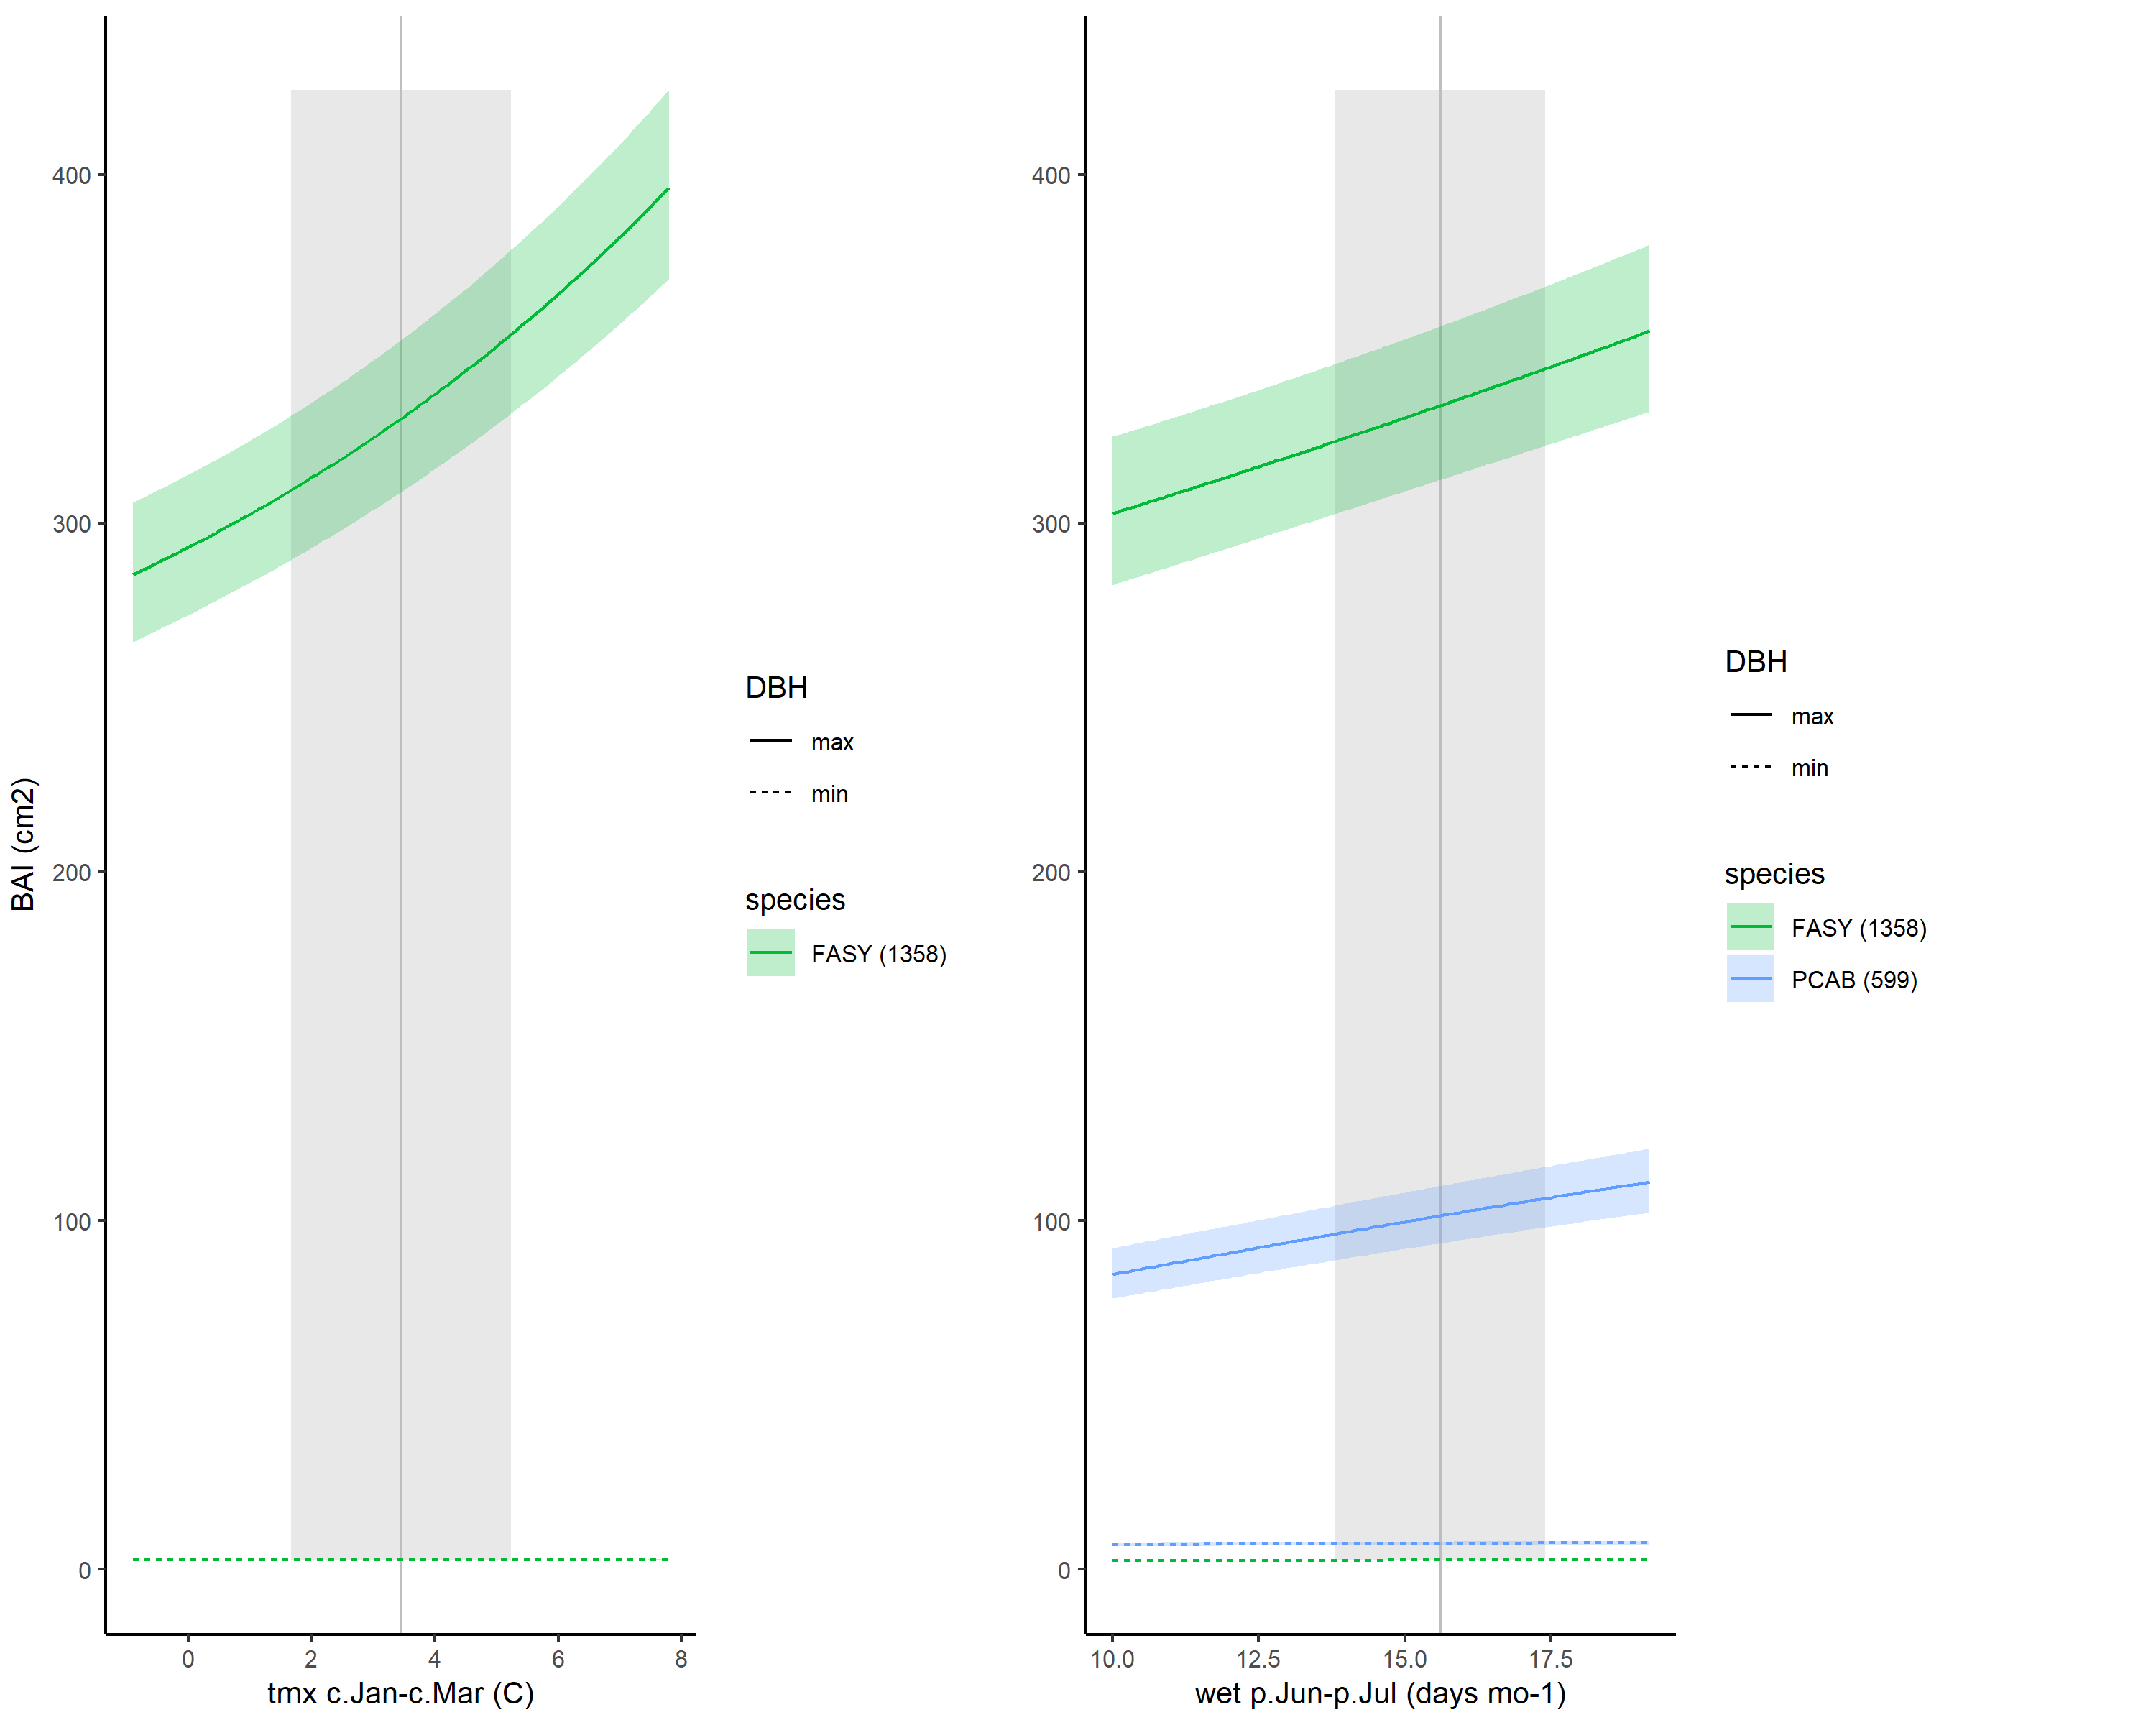 BAI (cm2)
400
300
200
100
0
0 2 4 6 8
tmx c.Jan-c.Mar (C)
DBH
max
min
species
FASY (1358)
400
300
200
100
0
10.0 12.5 15.0 17.5
wet p.Jun-p.Jul (days mo-1)
DBH
max
min
species
FASY (1358)
PCAB (599)